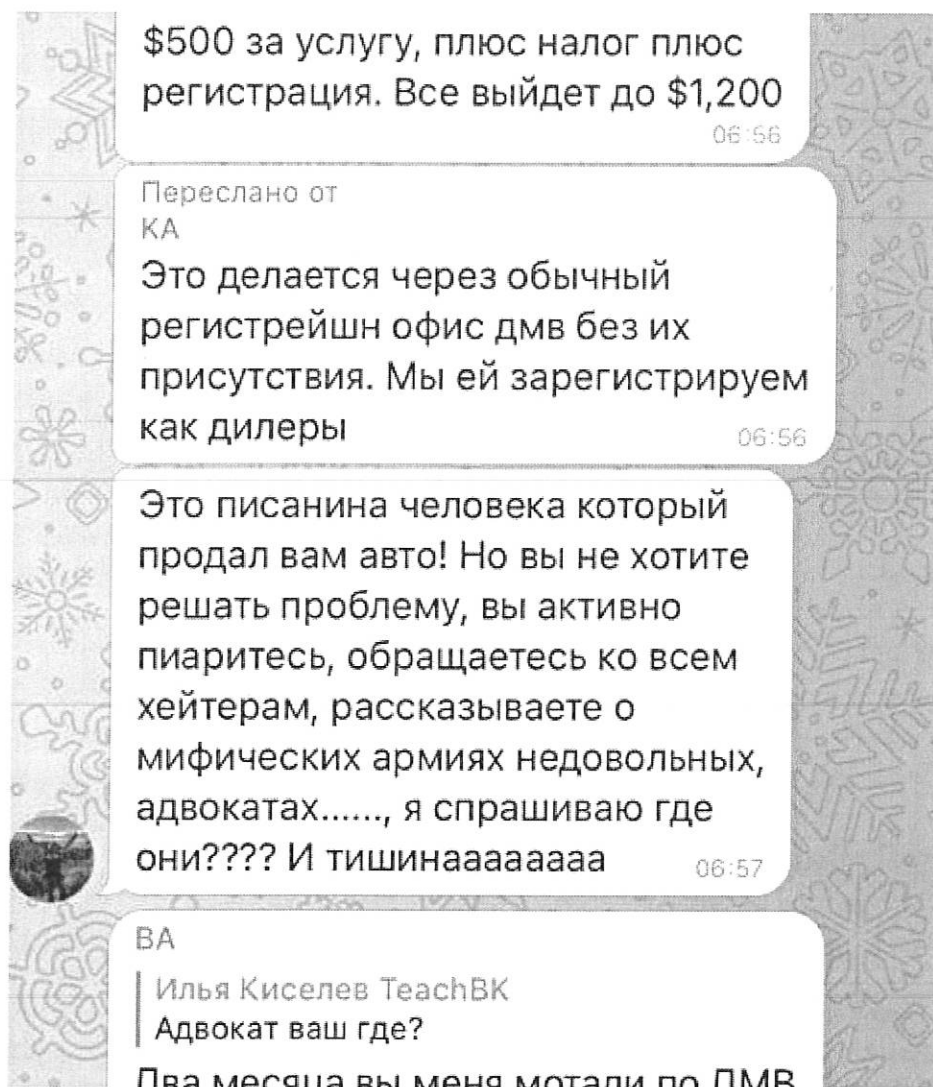 $500 за услугу, плюс налог плюс
регистрация. Все выйдет до $1,200
06:56
Переслано от
КА
Это делается через обычный
регистрейшн офис дмв без их
присутствия. Мы ей зарегистрируем
как дилеры
06:56
Это писанина человека который
продал вам авто! Но вы не хотите
решать проблему, вы активно
пиаритесь, обращаетесь ко всем
хейтерам, рассказываете о
мифических армиях недовольных,
адвокатах......, я спрашиваю где
они???? И тишинааааааааа
06:57
ВА
Илья Киселев TeachBK
Адвокат ваш где?
Два месяца вы меня мотали по ДМВ